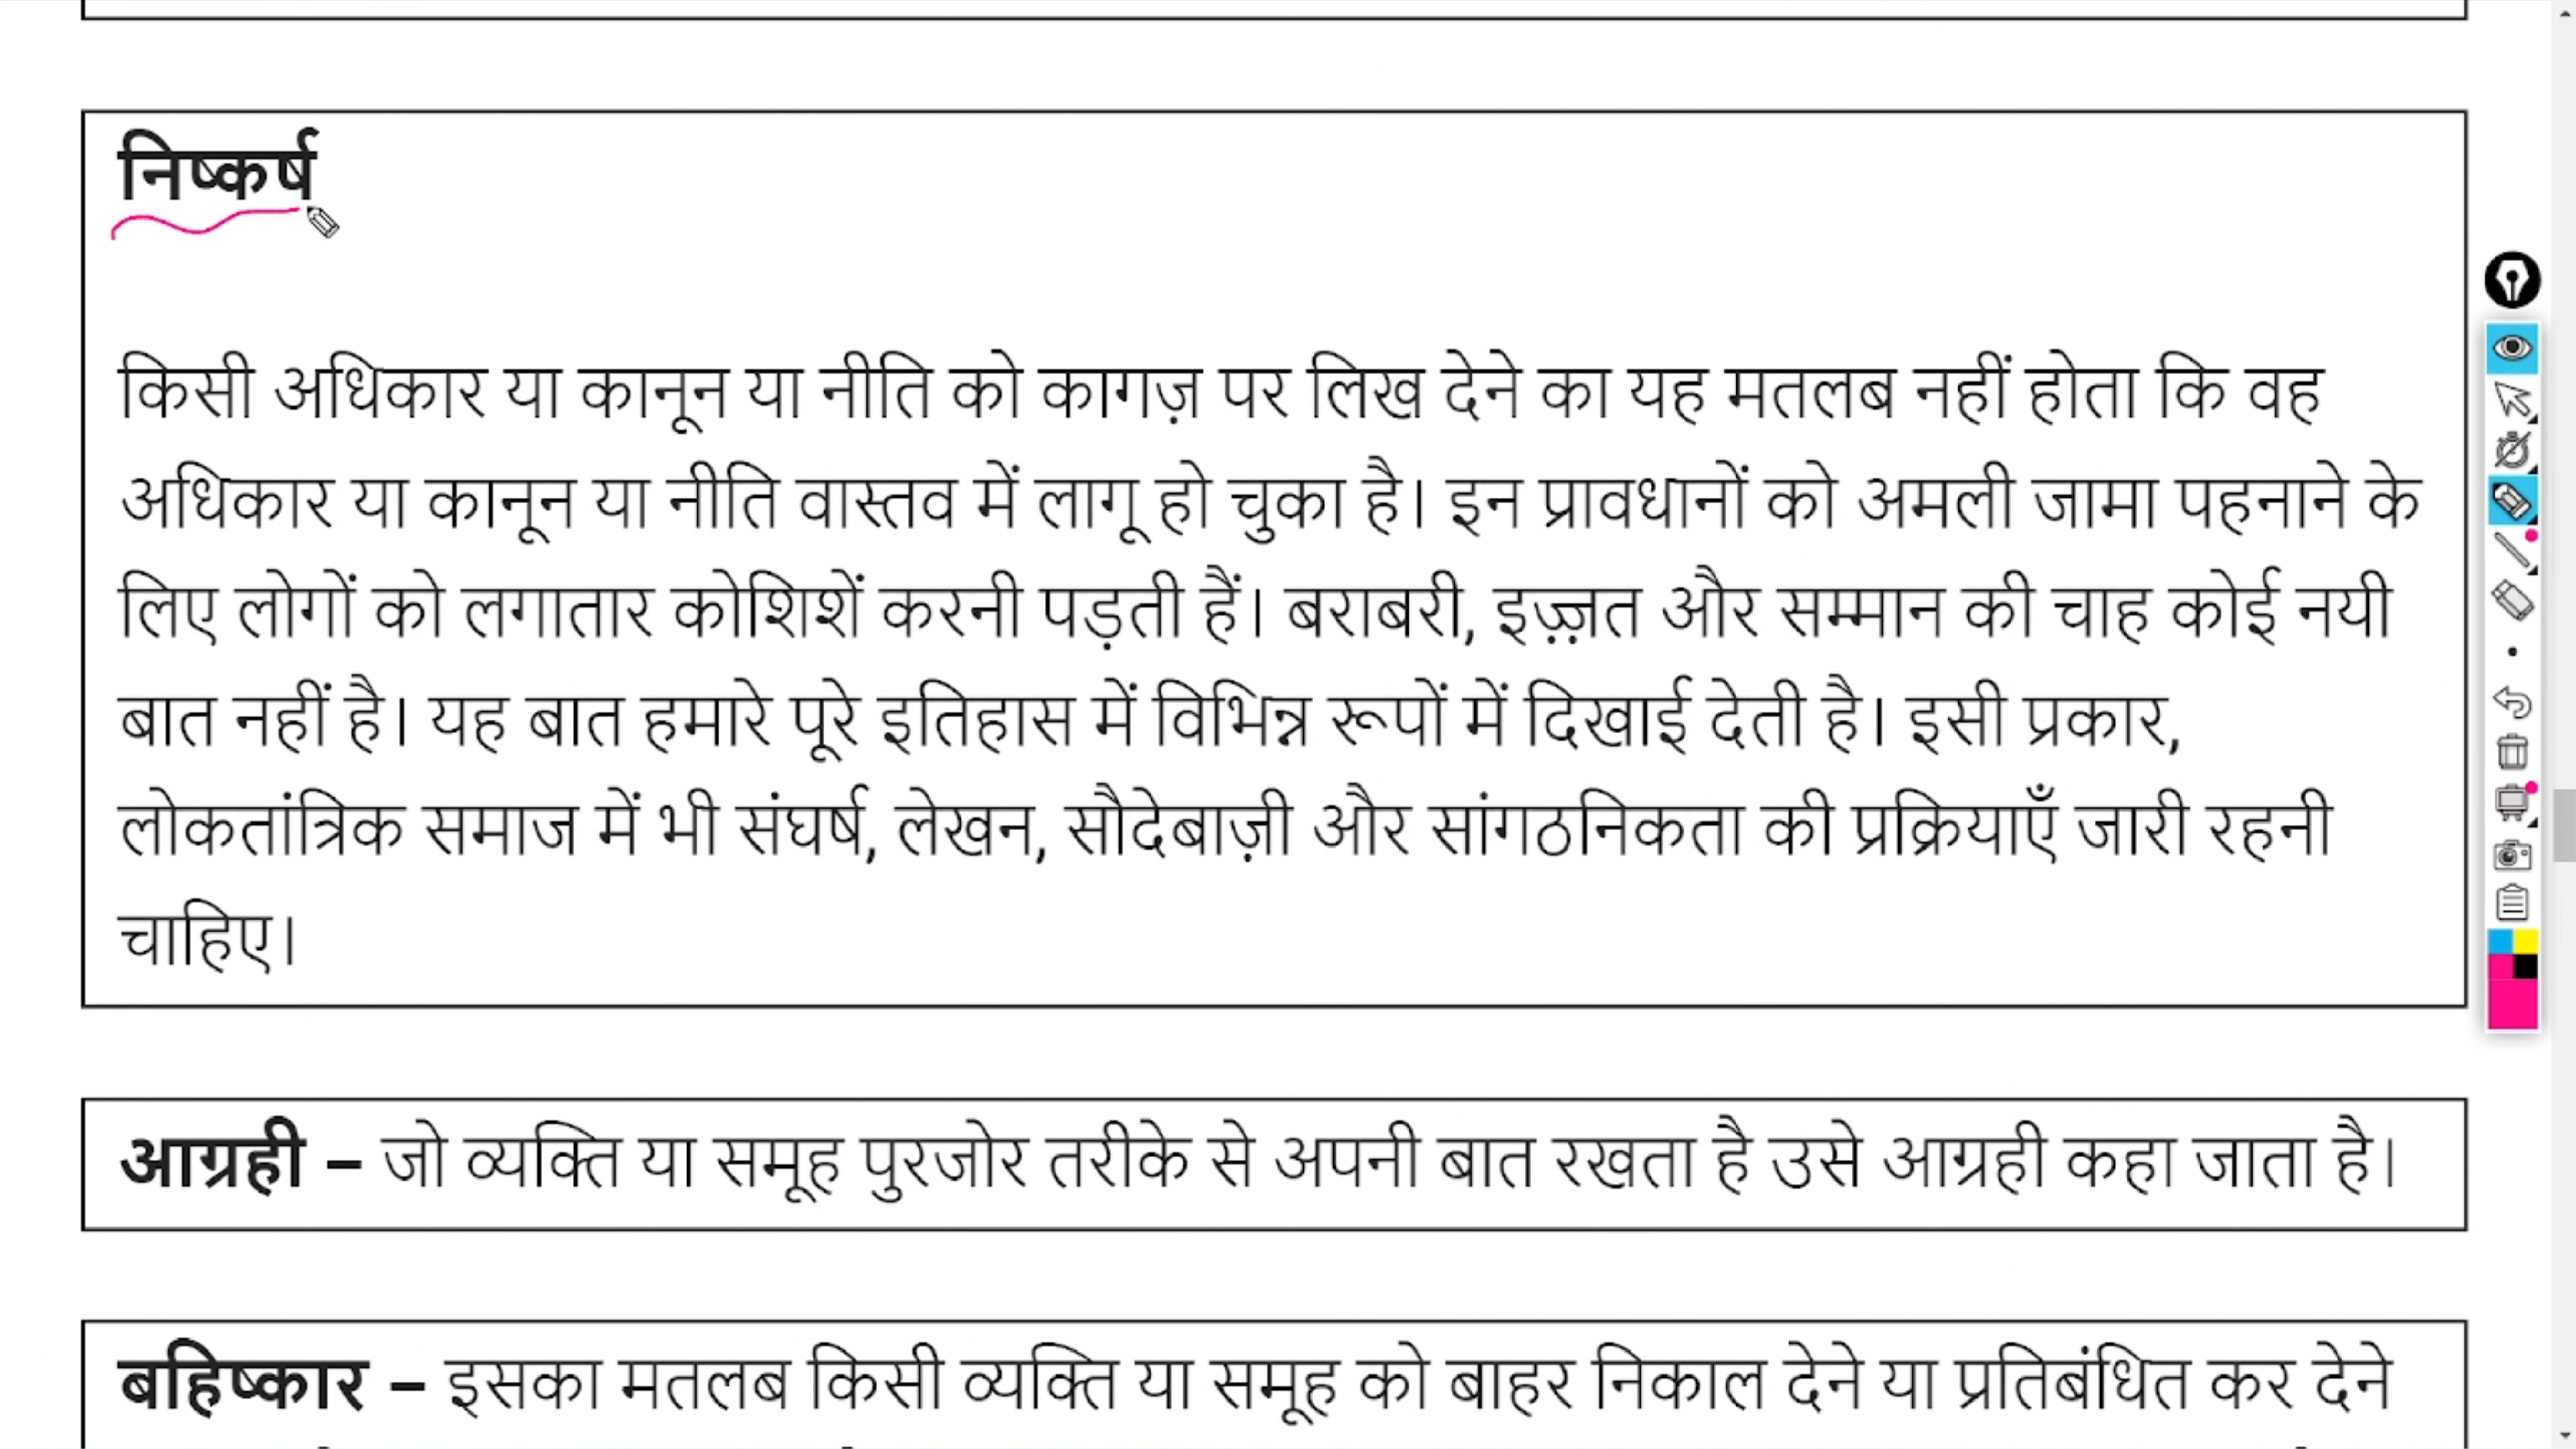 निष्कर्ष
किसी अधिकार या कानून या नीति को कागज़ पर लिख देने का यह मतलब नहीं होता कि वह
अधिकार या कानून या नीति वास्तव में लागू हो चुका है। इन प्रावधानों को अमली जामा पहनाने के
लिए लोगों को लगातार कोशिशें करनी पड़ती हैं। बराबरी, इज़्ज़त और सम्मान की चाह कोई नयी
बात नहीं है। यह बात हमारे पूरे इतिहास में विभिन्न रूपों में दिखाई देती है। इसी प्रकार,
लोकतांत्रिक समाज में भी संघर्ष, लेखन, सौदेबाज़ी और सांगठनिकता की प्रक्रियाएँ जारी रहनी
चाहिए।
आग्रही – जो व्यक्ति या समूह पुरजोर तरीके से अपनी बात रखता है उसे आग्रही कहा जाता है।
बहिष्कार – इसका मतलब किसी व्यक्ति या समूह को बाहर निकाल देने या प्रतिबंधित कर देने